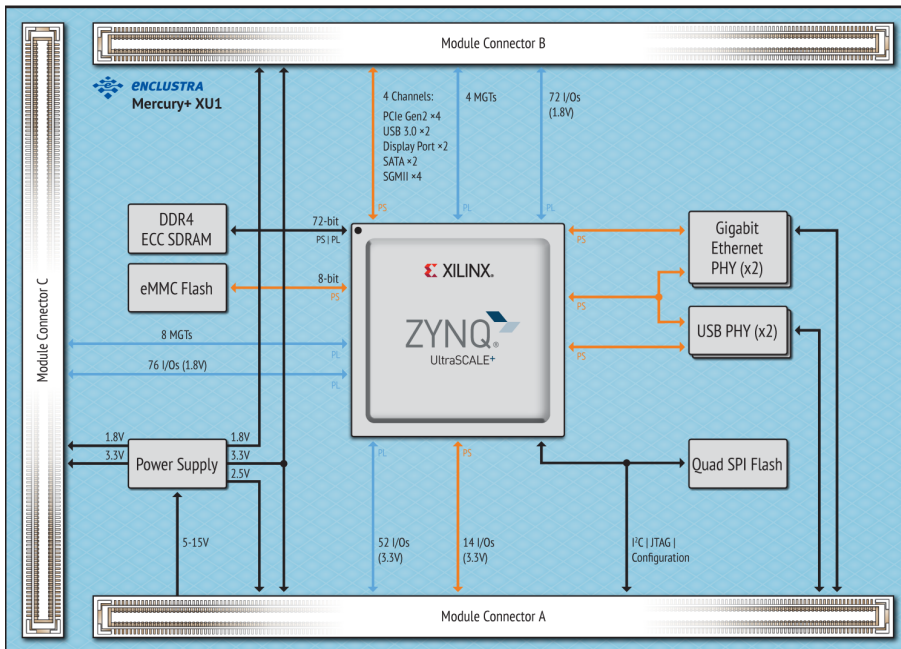 Module Connector B
ENCLUSTRA
Mercury+ XU1
4 Channels:
PCIe Gen2 ×4
USB 3.0 ×2
Display Port ×2
SATA ×2
SGMII ×4
4 MGTs
72 I/Os
(1.8V)
PS
PL
PL
Module Connector C
DDR4
ECC SDRAM
72-bit
PS | PL
eMMC Flash
8-bit
PS
8 MGTs
PL
76 I/Os (1.8V)
PL
XILINX®
ZYNQ®
UltraSCALE+
PS
Gigabit
Ethernet
PHY (x2)
PS
USB PHY (x2)
PS
1.8V
3.3V
Power Supply
1.8V
3.3V
2.5V
5-15V
PL
52 I/Os
(3.3V)
PS
14 I/Os
(3.3V)
Quad SPI Flash
I²C | JTAG |
Configuration
Module Connector A